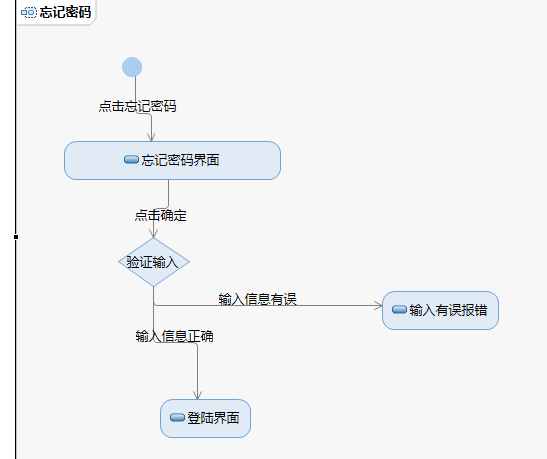 忘记密码
点击忘记密码
忘记密码界面
点击确定
验证输入
输入信息有误
输入有误报错
输入信息正确
登陆界面